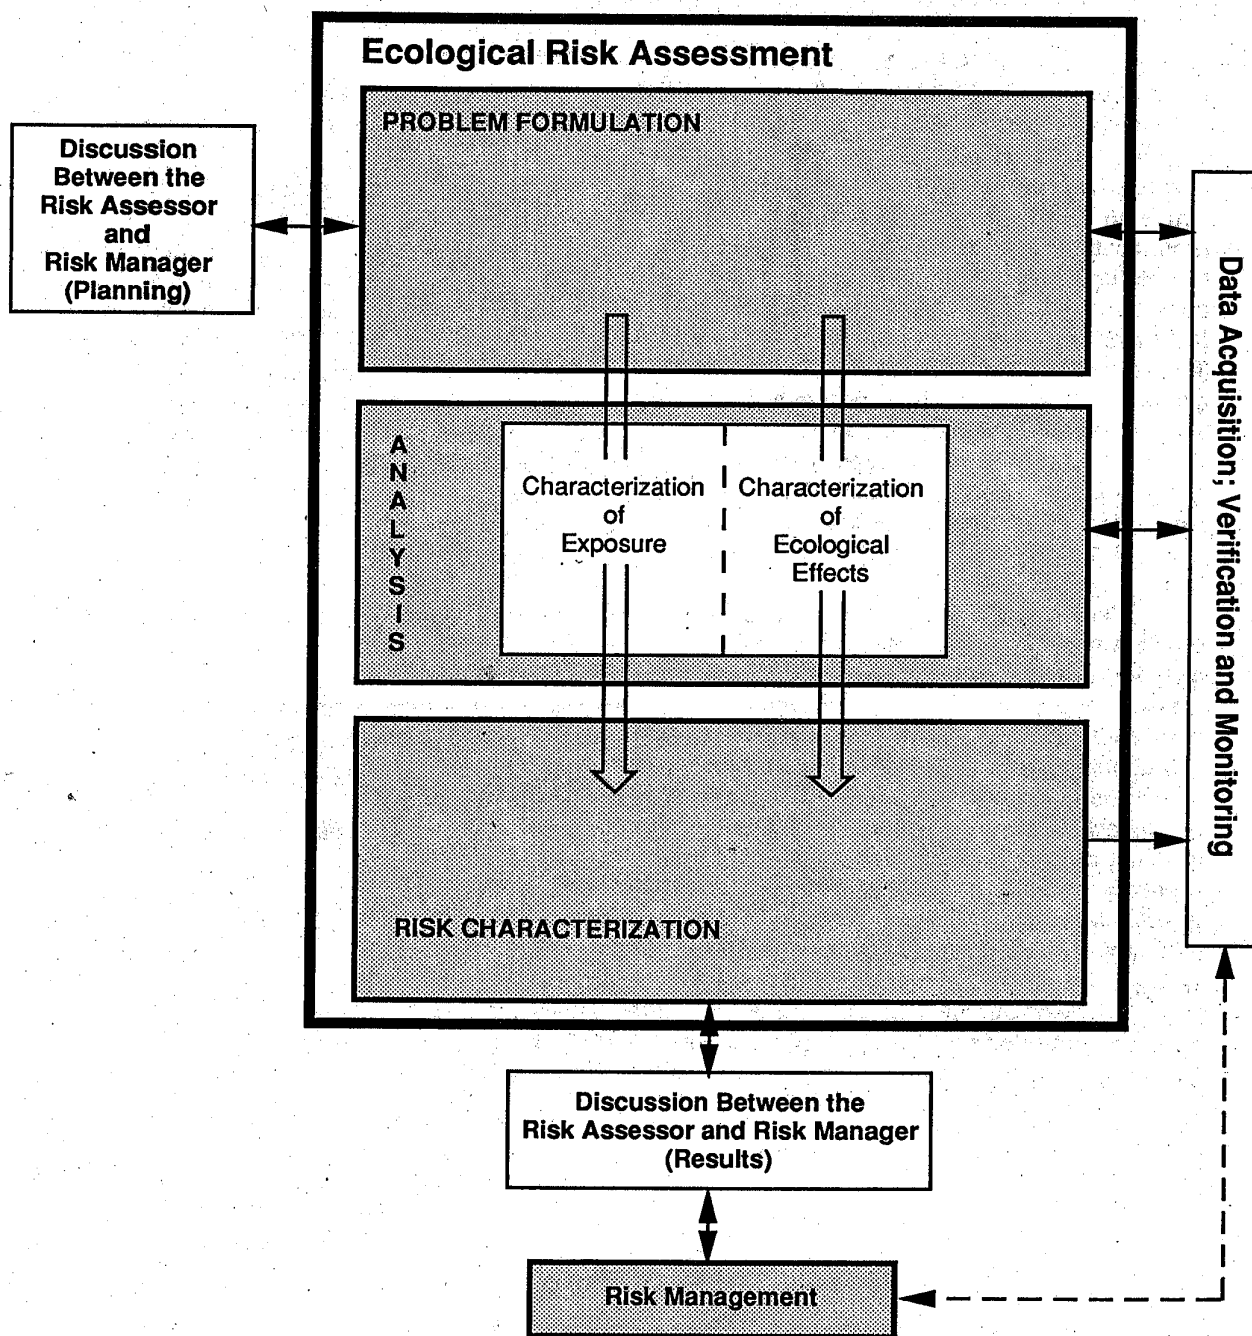 Ecological Risk Assessment
PROBLEM FORMULATION
Discussion
Between the
Risk Assessor
and
Risk Manager
(Planning)
ANALYSIS
Characterization
of
Exposure
Characterization
of
Ecological
Effects
Data Acquisition; Verification and Monitoring
RISK CHARACTERIZATION
Discussion Between the
Risk Assessor and Risk Manager
(Results)
Risk Management